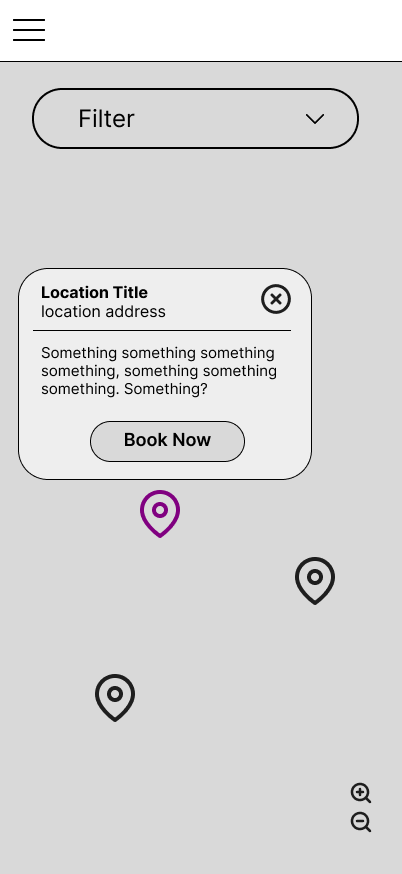 Filter
Location Title
location address
Something something something
something, something something
something. Something?
Book Now